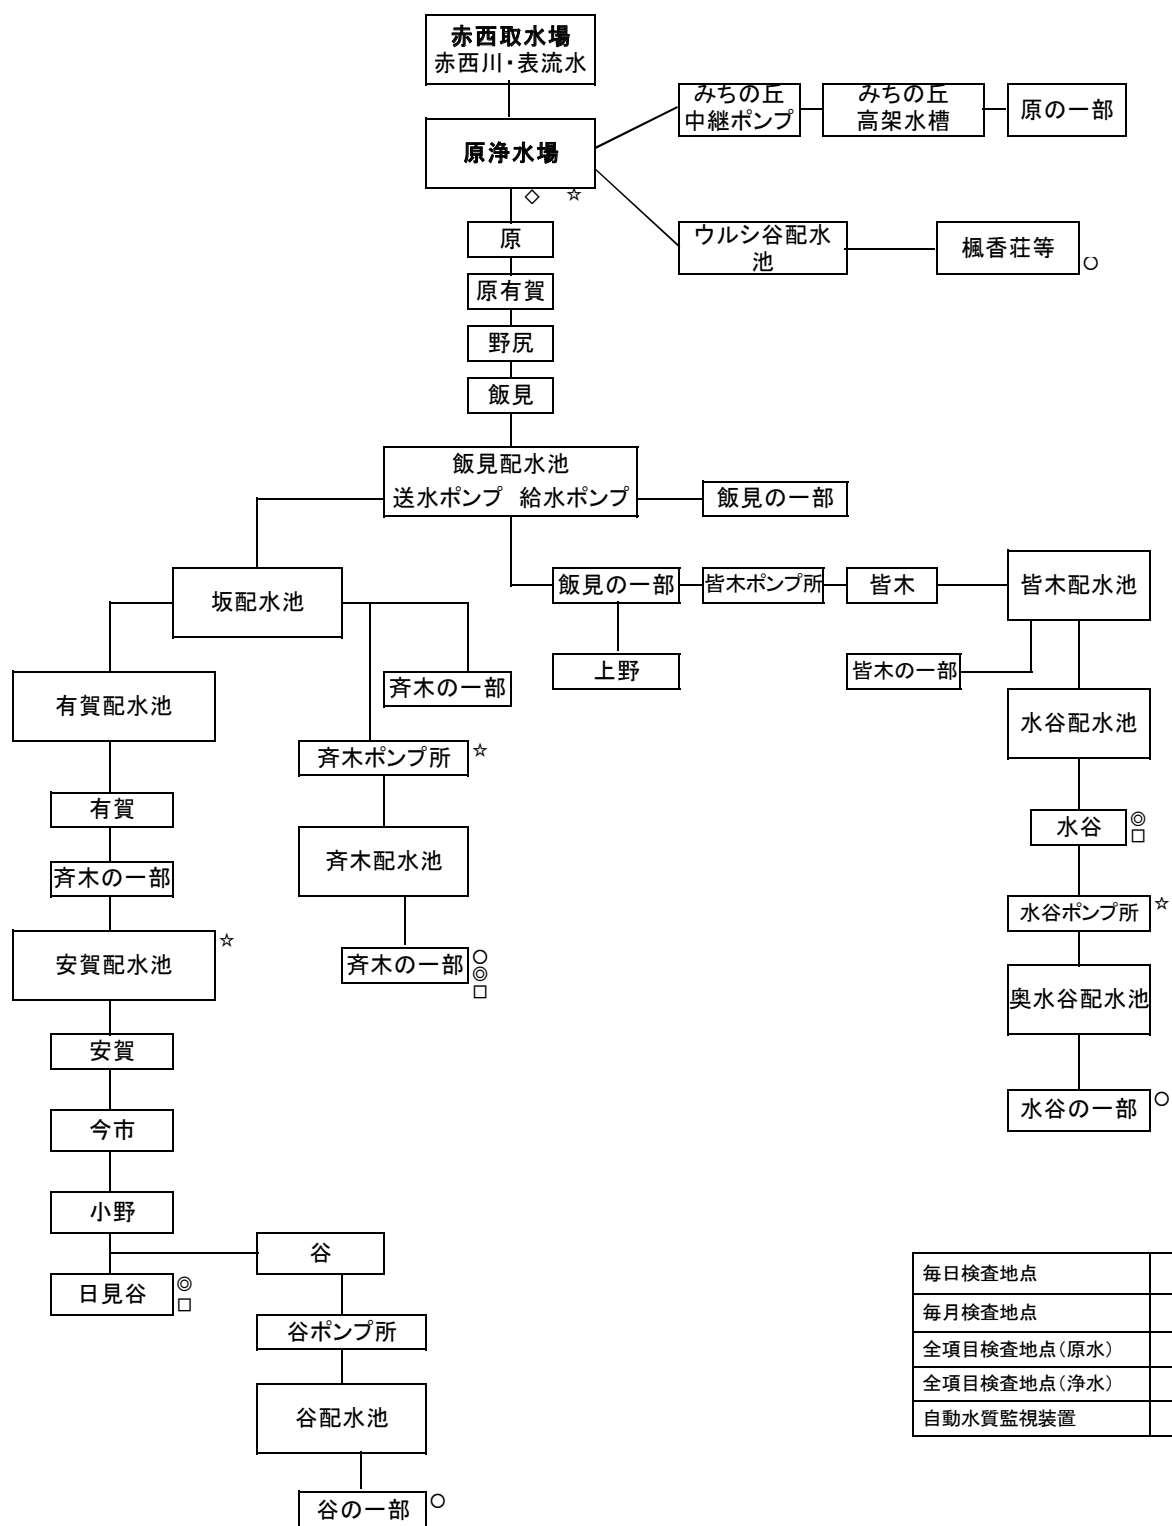 赤西取水場
赤西川・表流水
みちの丘
中継ポンプ
みちの丘
高架水槽
原の一部
原浄水場
◇ ☆
原
ウルシ谷配水
池
楓香荘等
○
原有賀
野尻
飯見
飯見配水池
送水ポンプ 給水ポンプ
飯見の一部
坂配水池
飯見の一部
皆木ポンプ所
皆木
皆木配水池
斉木の一部
上野
皆木の一部
有賀配水池
水谷配水池
斉木ポンプ所
☆
有賀
水谷
◎
□
斉木配水池
斉木の一部
水谷ポンプ所
☆
安賀配水池
☆
斉木の一部
○
◎
□
奥水谷配水池
安賀
水谷の一部
○
今市
小野
谷
日見谷
◎
□
谷ポンプ所
谷配水池
谷の一部
○
毎日検査地点
毎月検査地点
全項目検査地点(原水)
全項目検査地点(浄水)
自動水質監視装置